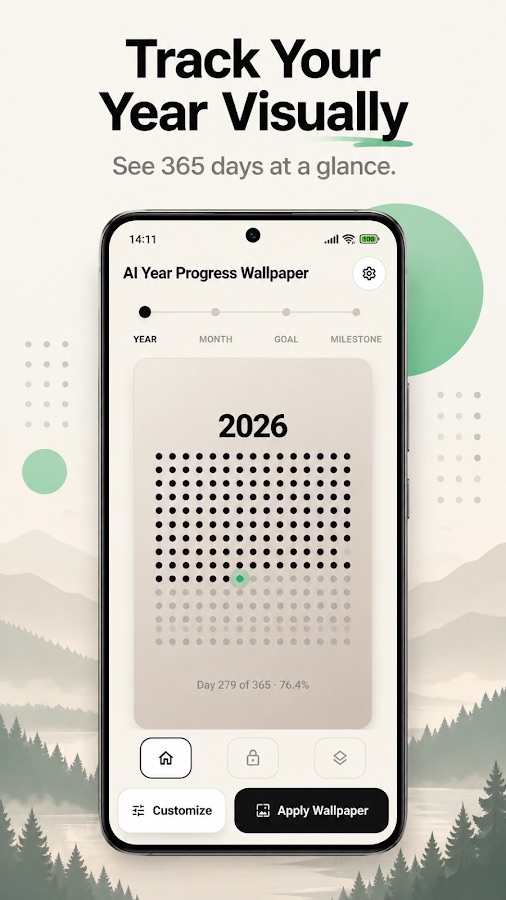 Track Your
Year Visually
See 365 days at a glance.
14:11
100
AI Year Progress Wallpaper
YEAR MONTH GOAL MILESTONE
2026
Day 279 of 365 · 76.4%
Customize
Apply Wallpaper